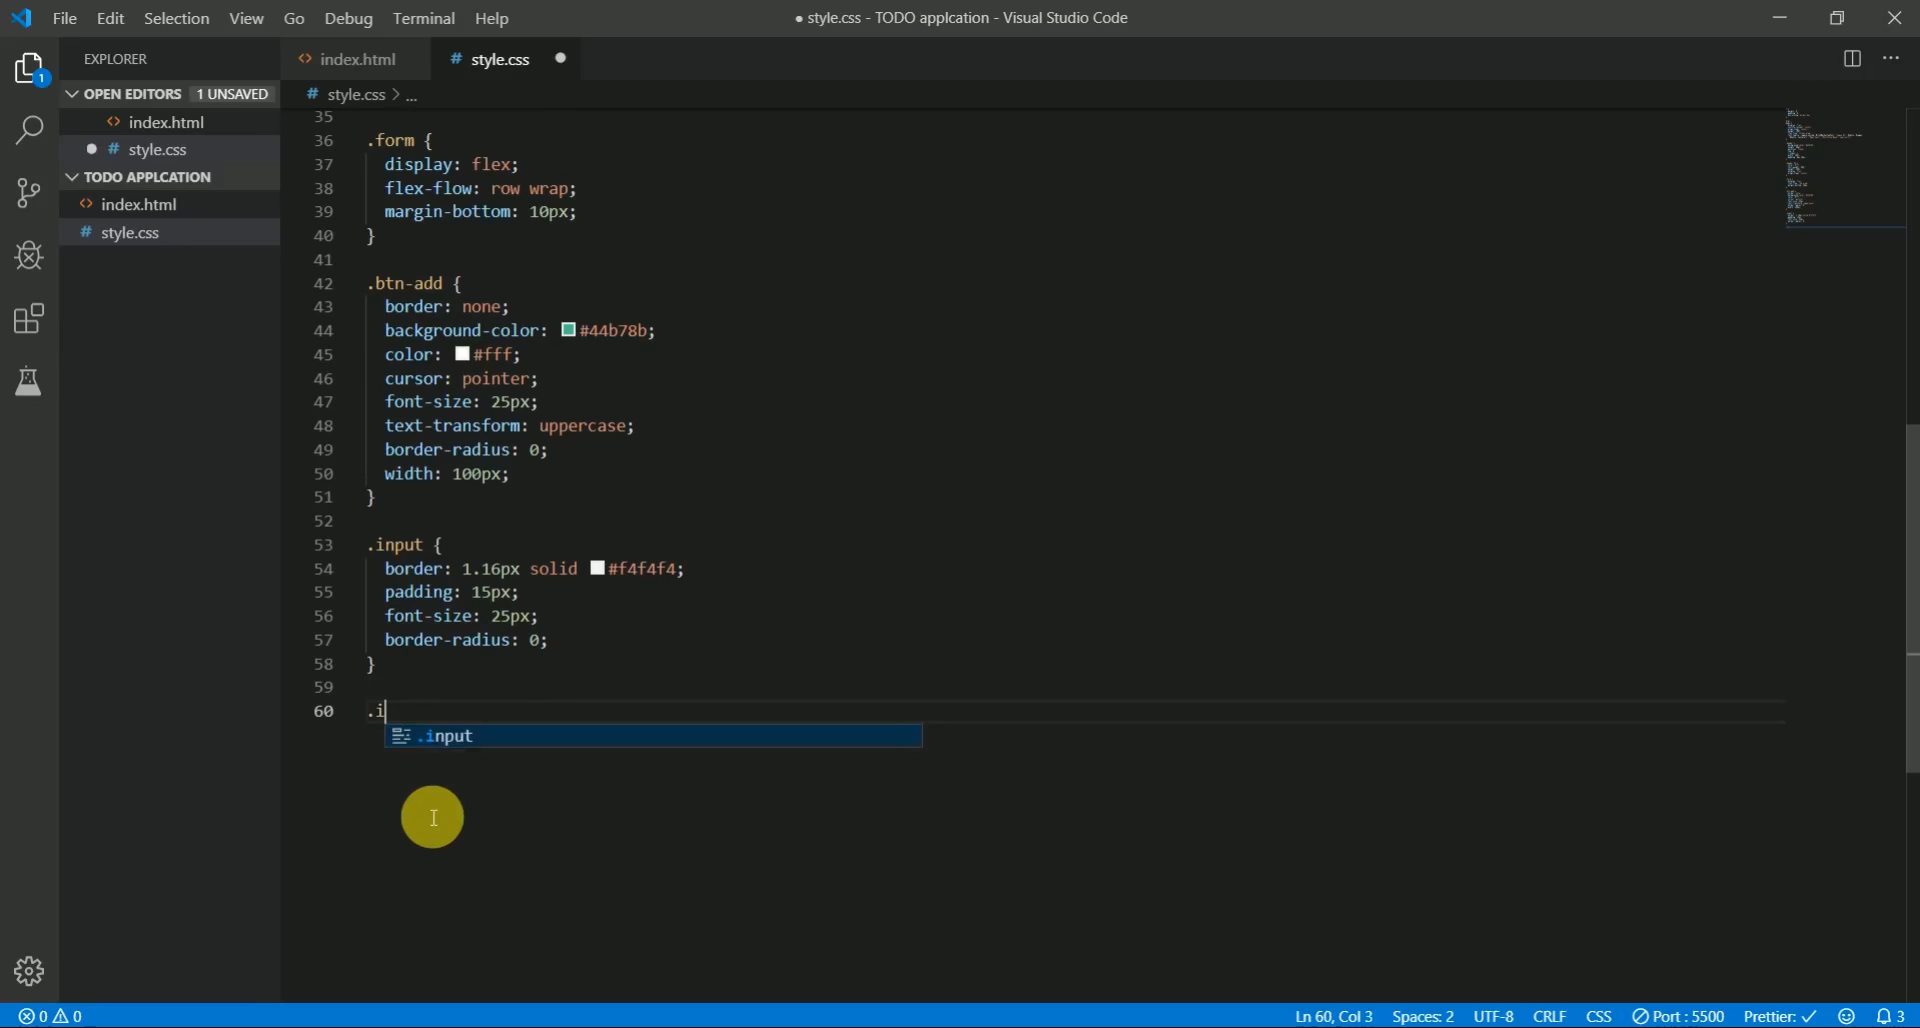 File Edit Selection View Go Debug Terminal Help
● style.css - TODO applcation - Visual Studio Code
EXPLORER
OPEN EDITORS 1 UNSAVED
index.html
style.css
TODO APPLCATION
index.html
style.css
1
index.html
style.css
style.css > ...
35
36 .form {
37 display: flex;
38 flex-flow: row wrap;
39 margin-bottom: 10px;
40 }
41
42 .btn-add {
43 border: none;
44 background-color: #44b78b;
45 color: #fff;
46 cursor: pointer;
47 font-size: 25px;
48 text-transform: uppercase;
49 border-radius: 0;
50 width: 100px;
51 }
52
53 .input {
54 border: 1.16px solid #f4f4f4;
55 padding: 15px;
56 font-size: 25px;
57 border-radius: 0;
58 }
59
60 .i
.input
0 0
Ln 60, Col 3 Spaces: 2 UTF-8 CRLF CSS Port : 5500 Prettier: ✓ 3